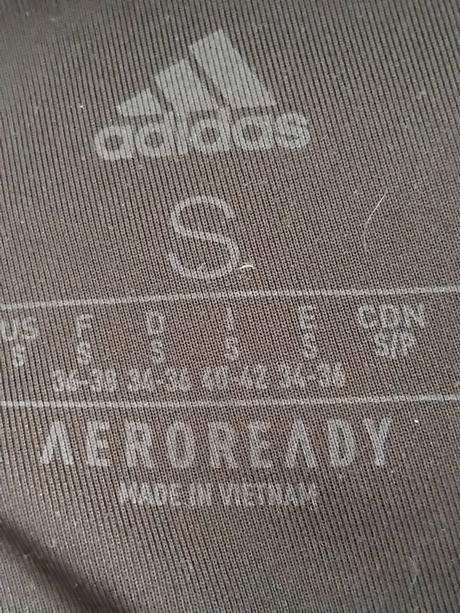 adidas
S
US F D I E CDN
S S S S S S/P
36-38 34-36 40-42 34-36
AEROREADY
MADE IN VIETNAM